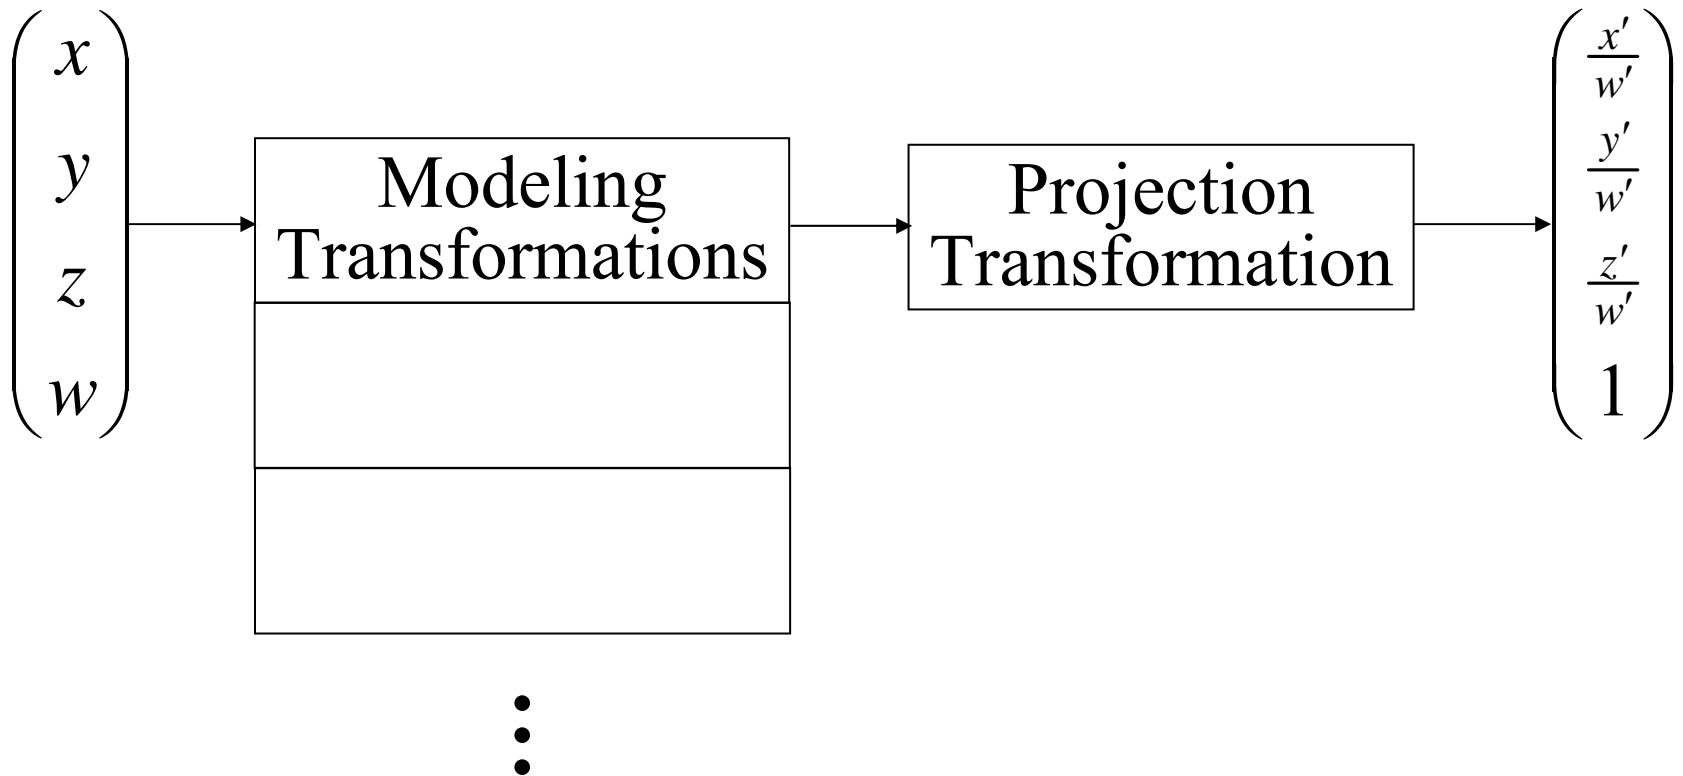 x
y
z
w
Modeling
Transformations
Projection
Transformation
x′
w′
y′
w′
z′
w′
1